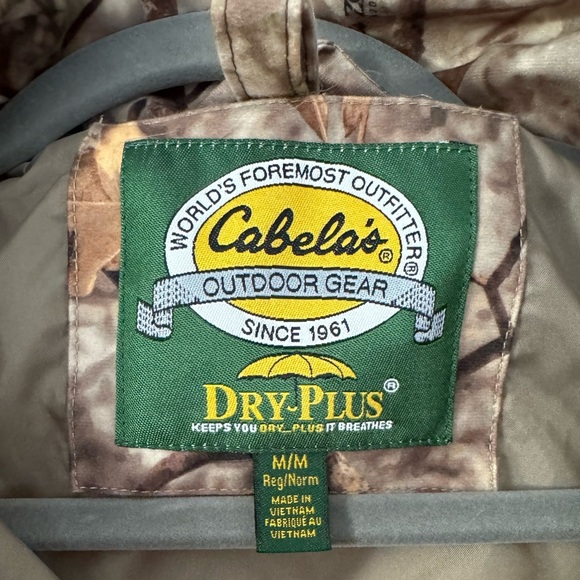 WORLD'S FOREMOST OUTFITTER®
Cabela's®
OUTDOOR GEAR
SINCE 1961
DRY-PLUS®
KEEPS YOU DRY...PLUS IT BREATHES
M/M
Reg/Norm
MADE IN
VIETNAM
FABRIQUÉ AU
VIETNAM